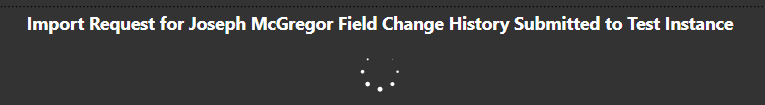 Import Request for Joseph McGregor Field Change History Submitted to Test Instance